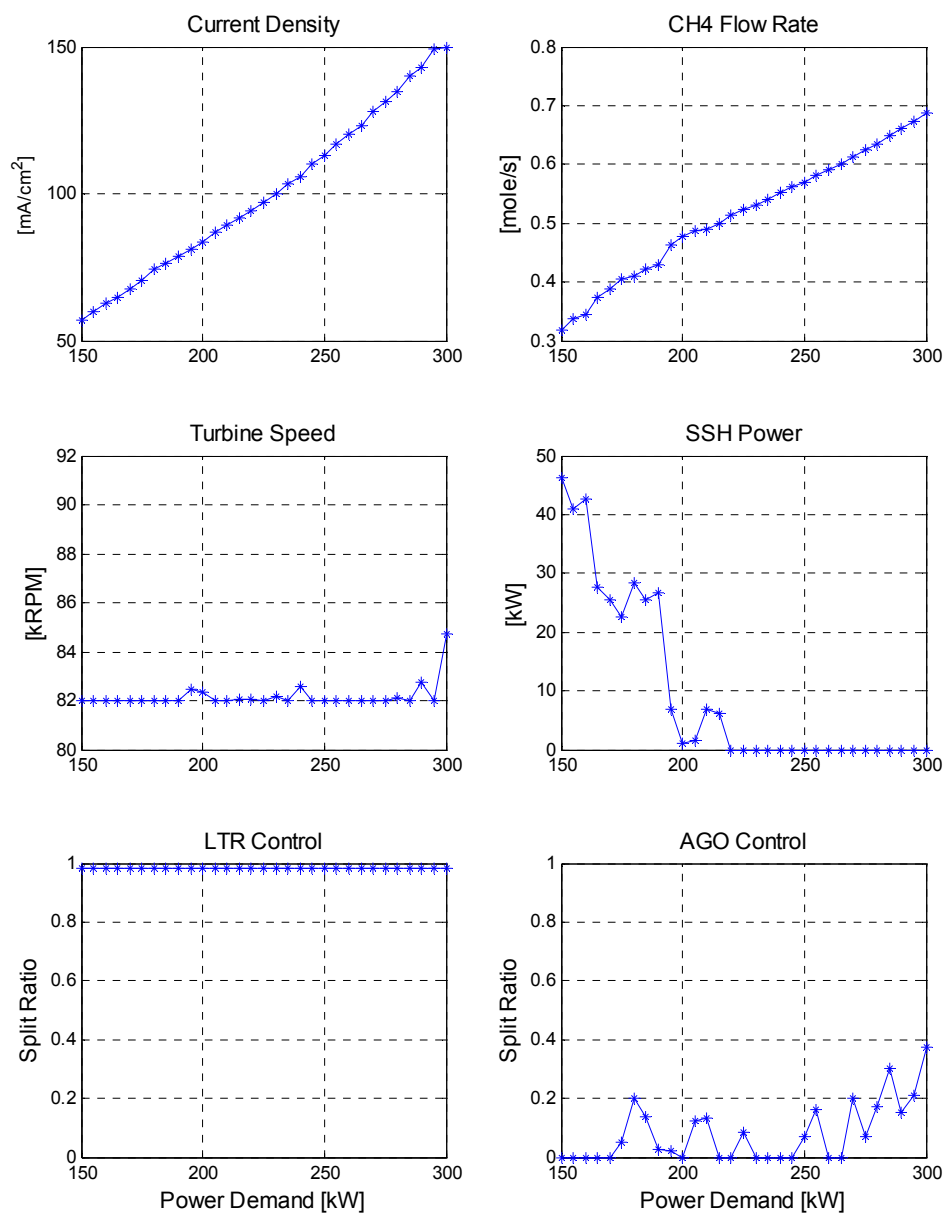 Current Density
CH4 Flow Rate
150
100
50
[mA/cm²]
150 200 250 300
0.8
0.7
0.6
0.5
0.4
0.3
[mole/s]
150 200 250 300
Turbine Speed
SSH Power
92
90
88
86
84
82
80
[kRPM]
150 200 250 300
50
40
30
20
10
0
[kW]
150 200 250 300
LTR Control
AGO Control
1
0.8
0.6
0.4
0.2
0
Split Ratio
150 200 250 300
Power Demand [kW]
1
0.8
0.6
0.4
0.2
0
Split Ratio
150 200 250 300
Power Demand [kW]